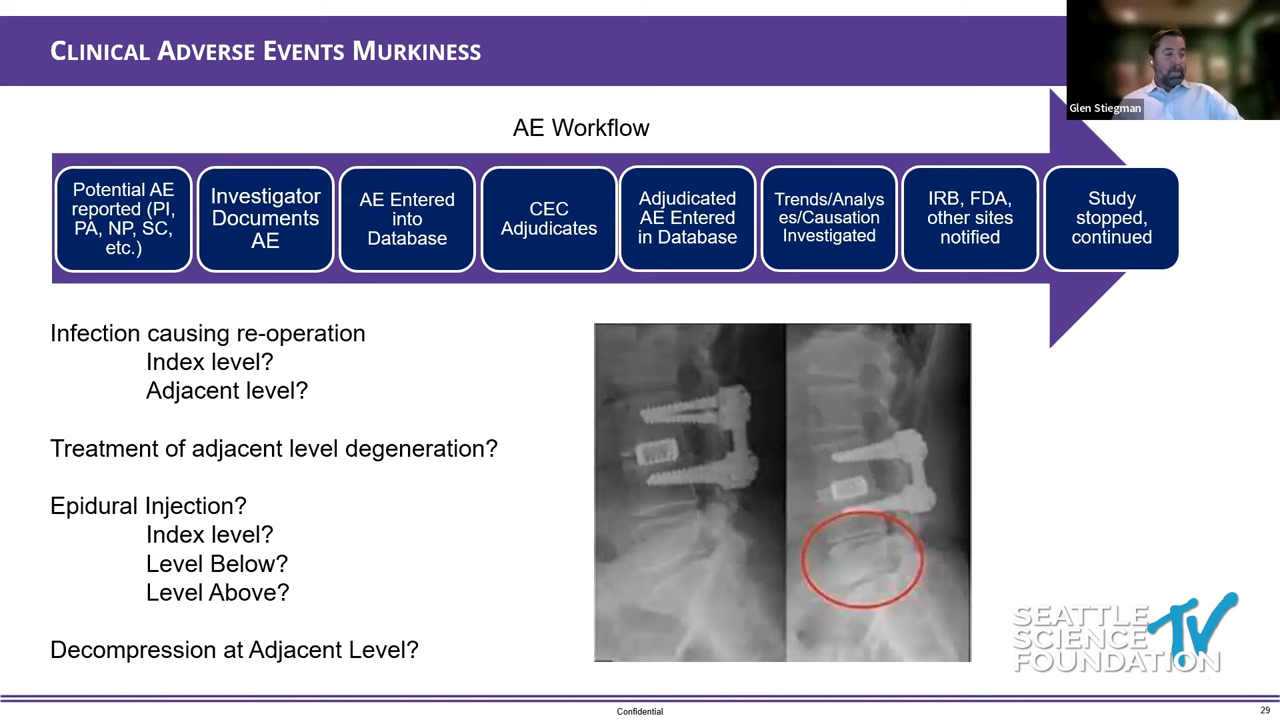 CLINICAL ADVERSE EVENTS MURKINESS
Glen Stiegman
AE Workflow
Potential AE
reported (PI,
PA, NP, SC,
etc.)
Investigator
Documents
AE
AE Entered
into
Database
CEC
Adjudicates
Adjudicated
AE Entered
in Database
Trends/Analys
es/Causation
Investigated
IRB, FDA,
other sites
notified
Study
stopped,
continued
Infection causing re-operation
Index level?
Adjacent level?
Treatment of adjacent level degeneration?
Epidural Injection?
Index level?
Level Below?
Level Above?
Decompression at Adjacent Level?
SEATTLE
SCIENCE
FOUNDATION
TV
Confidential
29